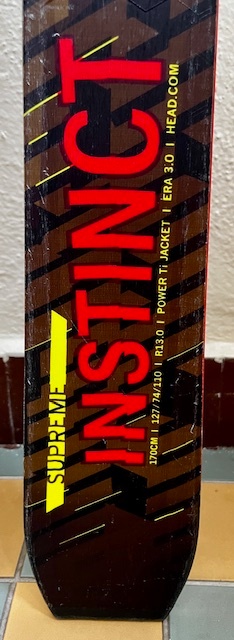 SUPREME
INSTINCT
170CM I 127/74/110 I R13.0 I POWER Ti JACKET I ERA 3.0 I HEAD.COM